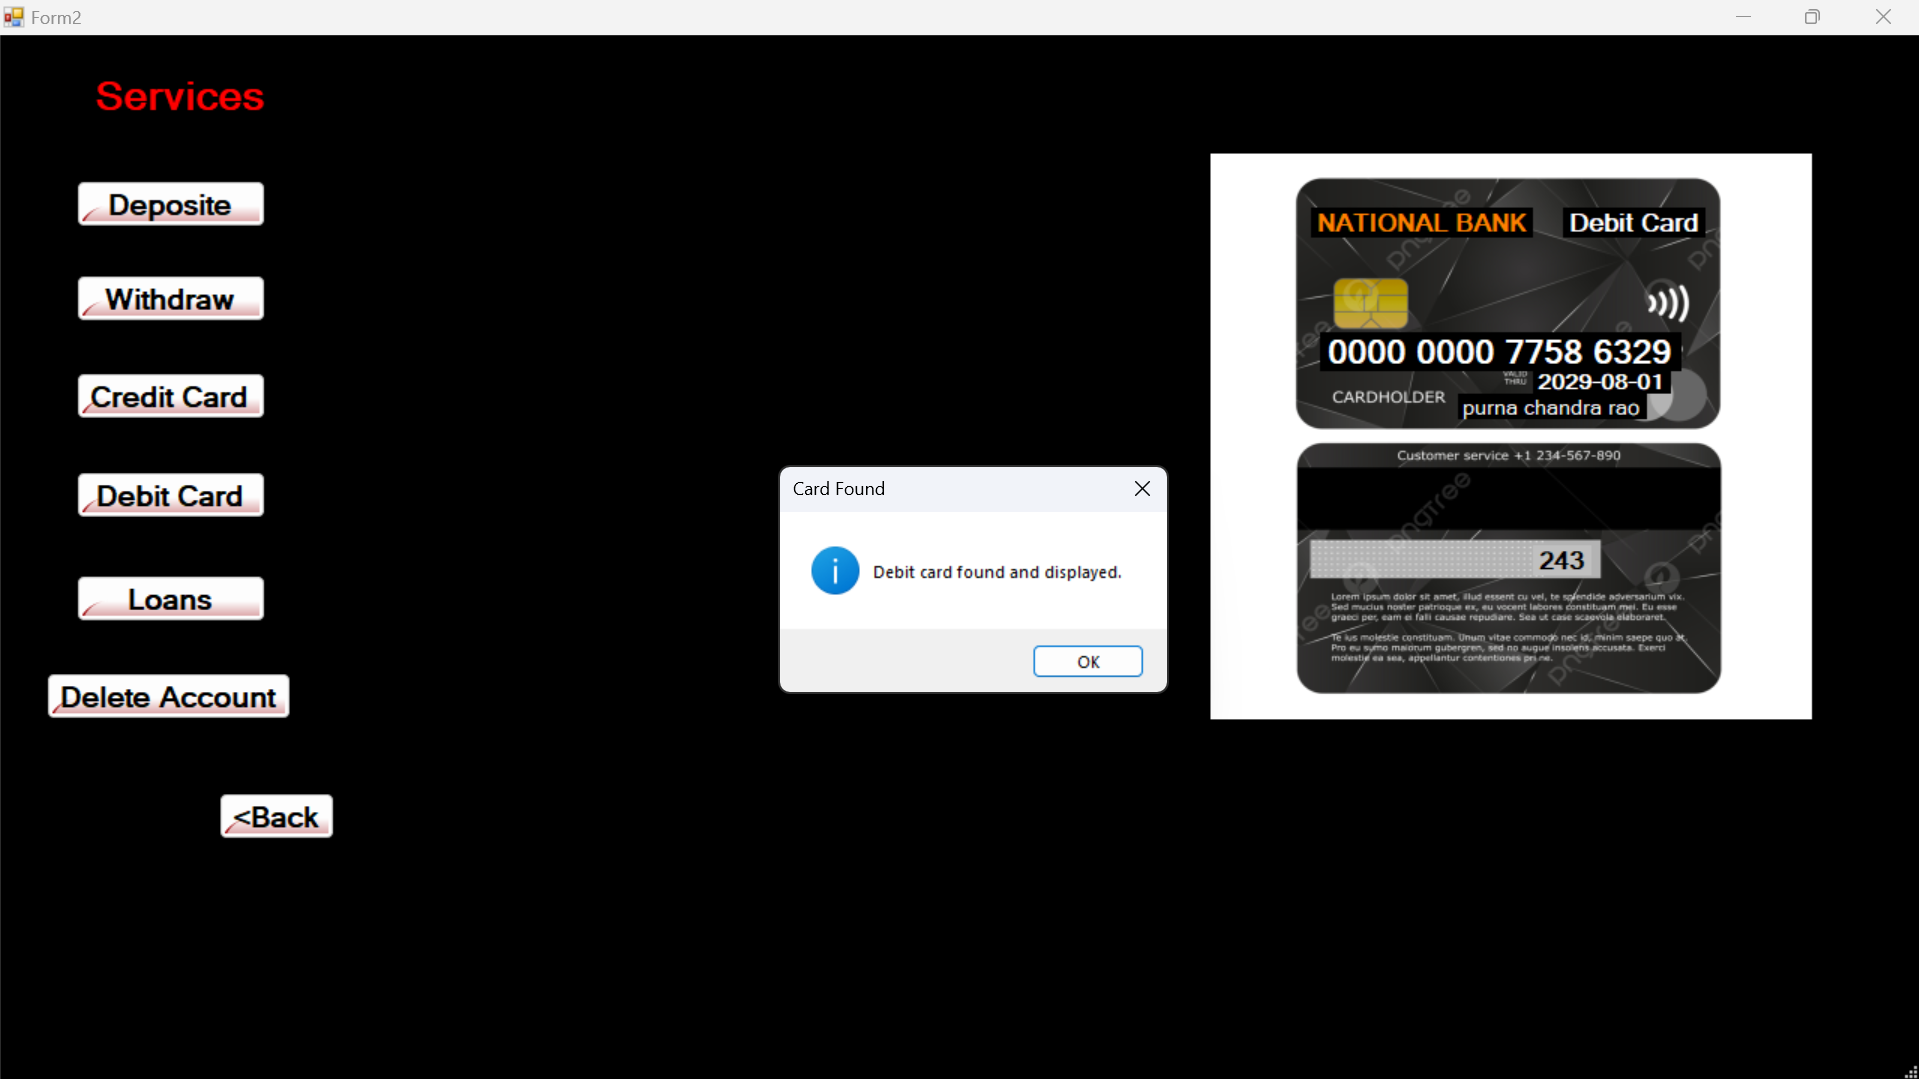 Form2
Services
Deposite
Withdraw
Credit Card
Debit Card
Loans
Delete Account
<Back
Card Found
Debit card found and displayed.
OK
NATIONAL BANK Debit Card
0000 0000 7758 6329
VALID
THRU 2029-08-01
CARDHOLDER purna chandra rao
Customer service +1 234-567-890
243
Lorem ipsum dolor sit amet, illud essent cu vel, te splendide adversarium vix.
Sed mucius noster patrioque ex, eu vocent labores constituam mei. Eu esse
graeci per, eam ei falli causae repudiare. Sea ut case scaevola elaboraret.
Te ius molestie constituam. Unum vitae commodo nec id, minim saepe quo at.
Pro eu sumo maiorum gubergren, sed no augue insolens accusata. Exerci
molestie ea sea, appellantur contentiones pri ne.
pngtree
pngtree